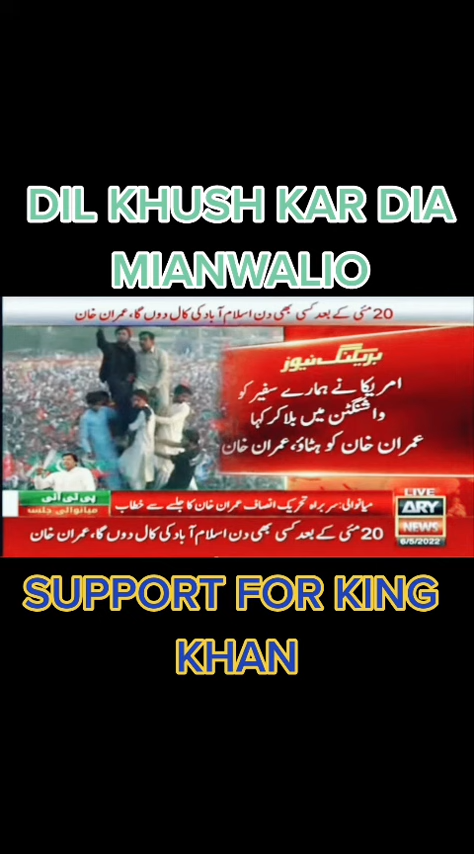 DIL KHUSH KAR DIA
MIANWALIO
20 مئی کے بعد کسی بھی دن اسلام آباد کی کال دوں گا، عمران خان
بریکنگ نیوز
امریکا نے ہمارے سفیر کو
واشنگٹن میں بلا کر کہا
عمران خان کو ہٹاؤ، عمران خان
پی ٹی آئی
میانوالی جلسہ
میانوالی: سربراہ تحریک انصاف عمران خان کا جلسے سے خطاب
20 مئی کے بعد کسی بھی دن اسلام آباد کی کال دوں گا، عمران خان
LIVE
ARY
NEWS
6/5/2022
SUPPORT FOR KING
KHAN